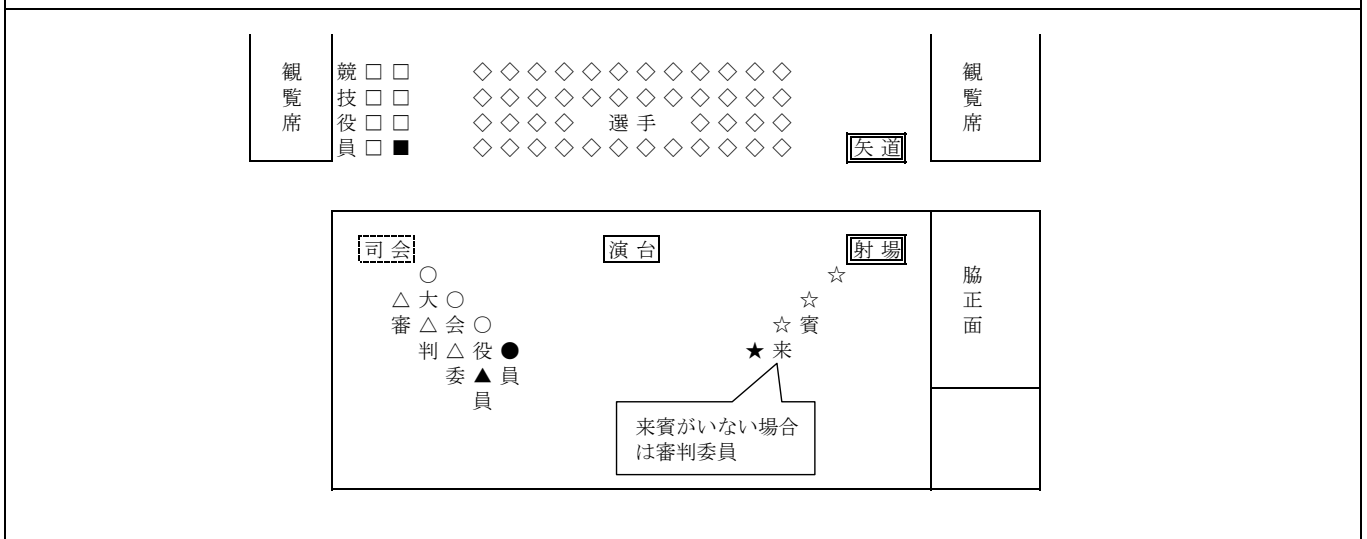 観覧席
競技役員
□□
□□
□□
□■
◇◇◇◇◇◇◇◇◇◇◇◇
◇◇◇◇◇◇◇◇◇◇◇◇
◇◇◇◇ 選手 ◇◇◇◇
◇◇◇◇◇◇◇◇◇◇◇◇
矢道
観覧席
司会
演台
射場
○○○●
大会役員
△△△▲
審判委員
☆☆☆★
来賓
来賓がいない場合
は審判委員
脇正面